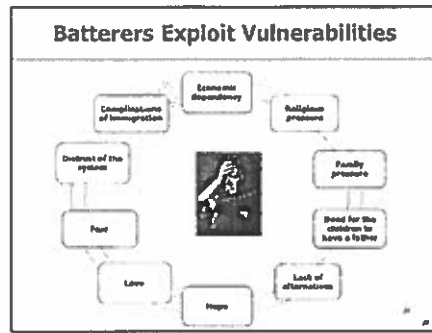 Batterers Exploit Vulnerabilities
Economic
dependency
Religious
pressure
Family
pressure
Need for the
children to
have a father
Lack of
alternatives
Hope
Love
Fear
Distrust of the
system
Complications
of immigration